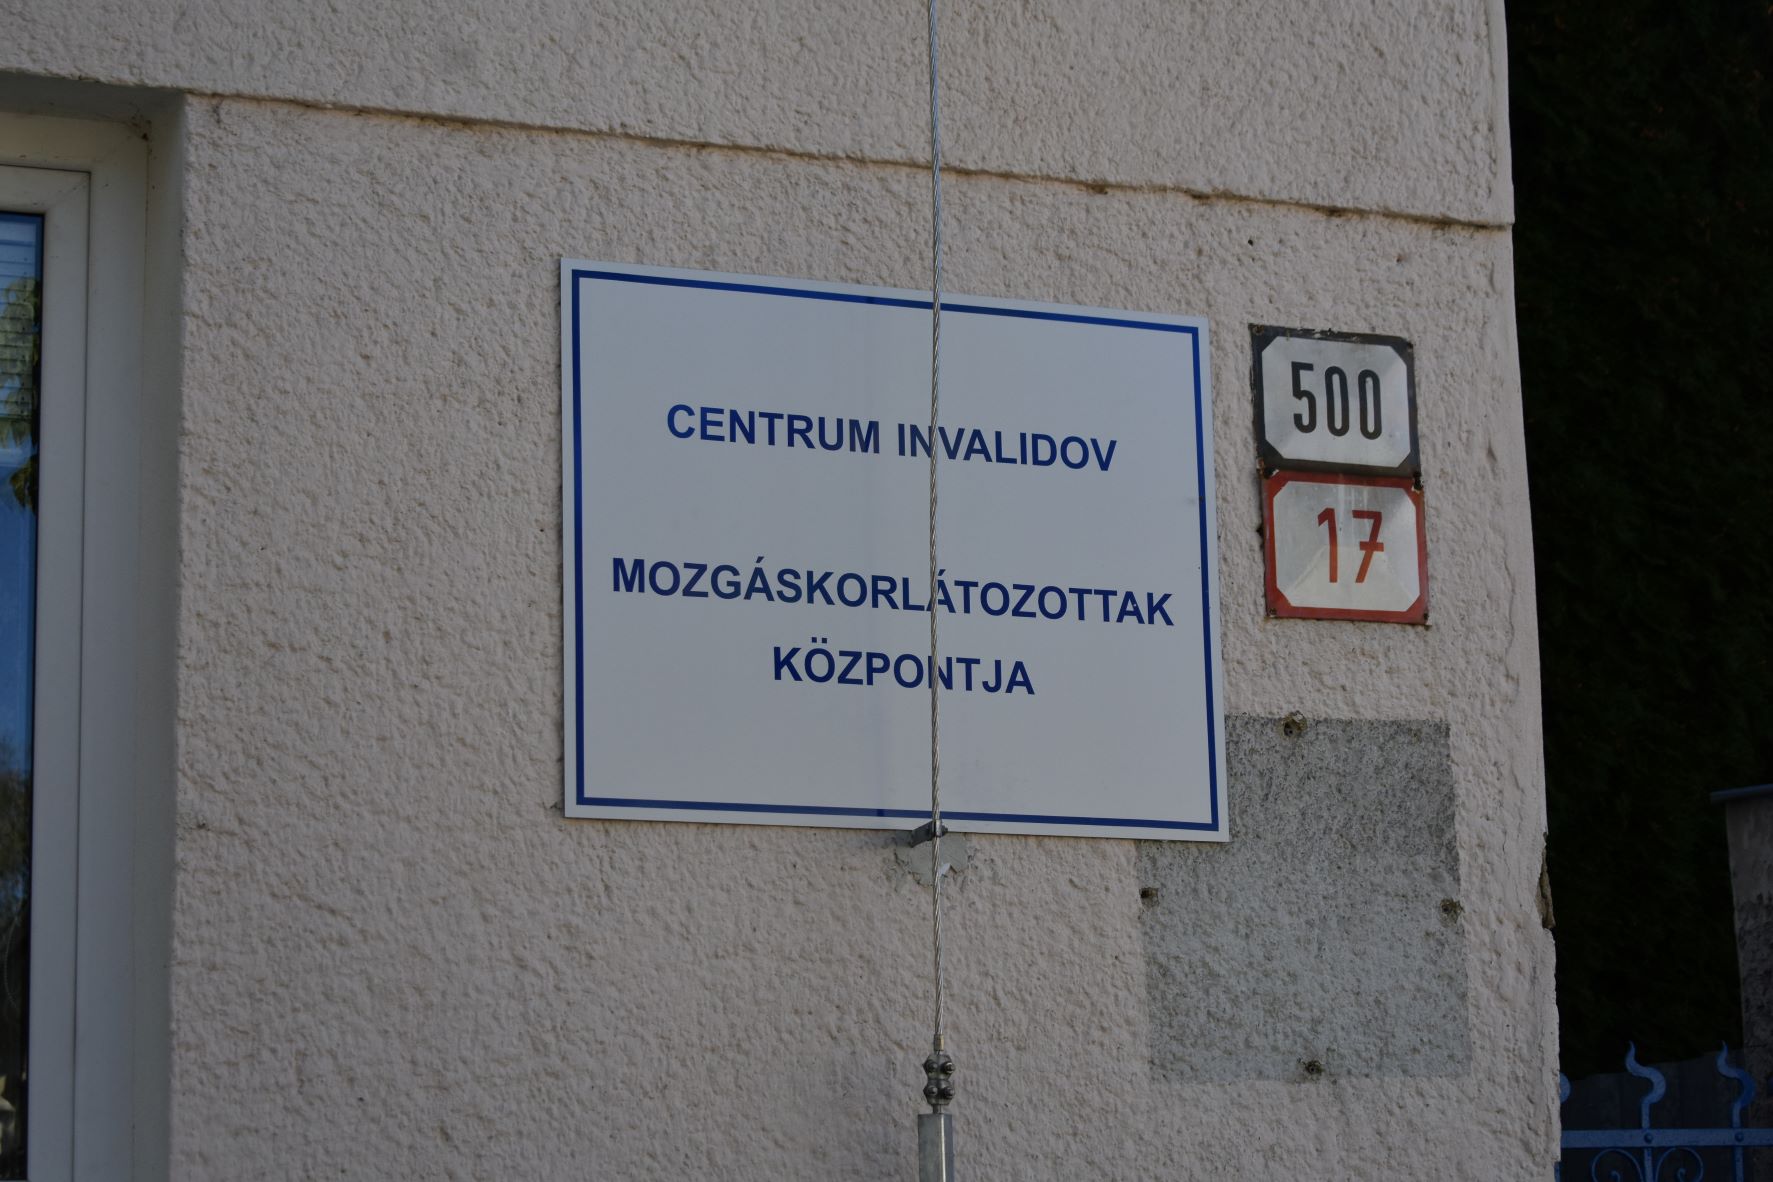 CENTRUM INVALIDOV
MOZGÁSKORLÁTOZOTTAK
KÖZPONTJA
500
17